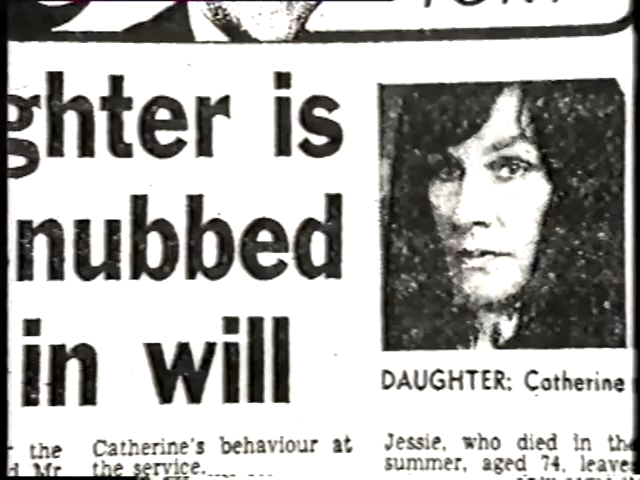 ghter is
nubbed
in will
DAUGHTER: Catherine
the
Mr
Catherine's behaviour at
the service.
Jessie, who died in the
summer, aged 74, leaves